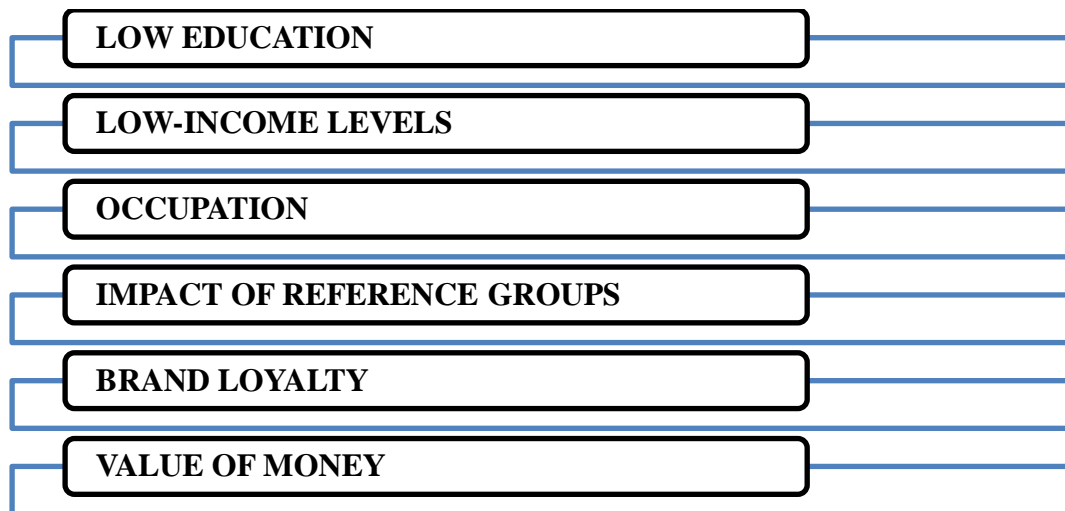 LOW EDUCATION
LOW-INCOME LEVELS
OCCUPATION
IMPACT OF REFERENCE GROUPS
BRAND LOYALTY
VALUE OF MONEY